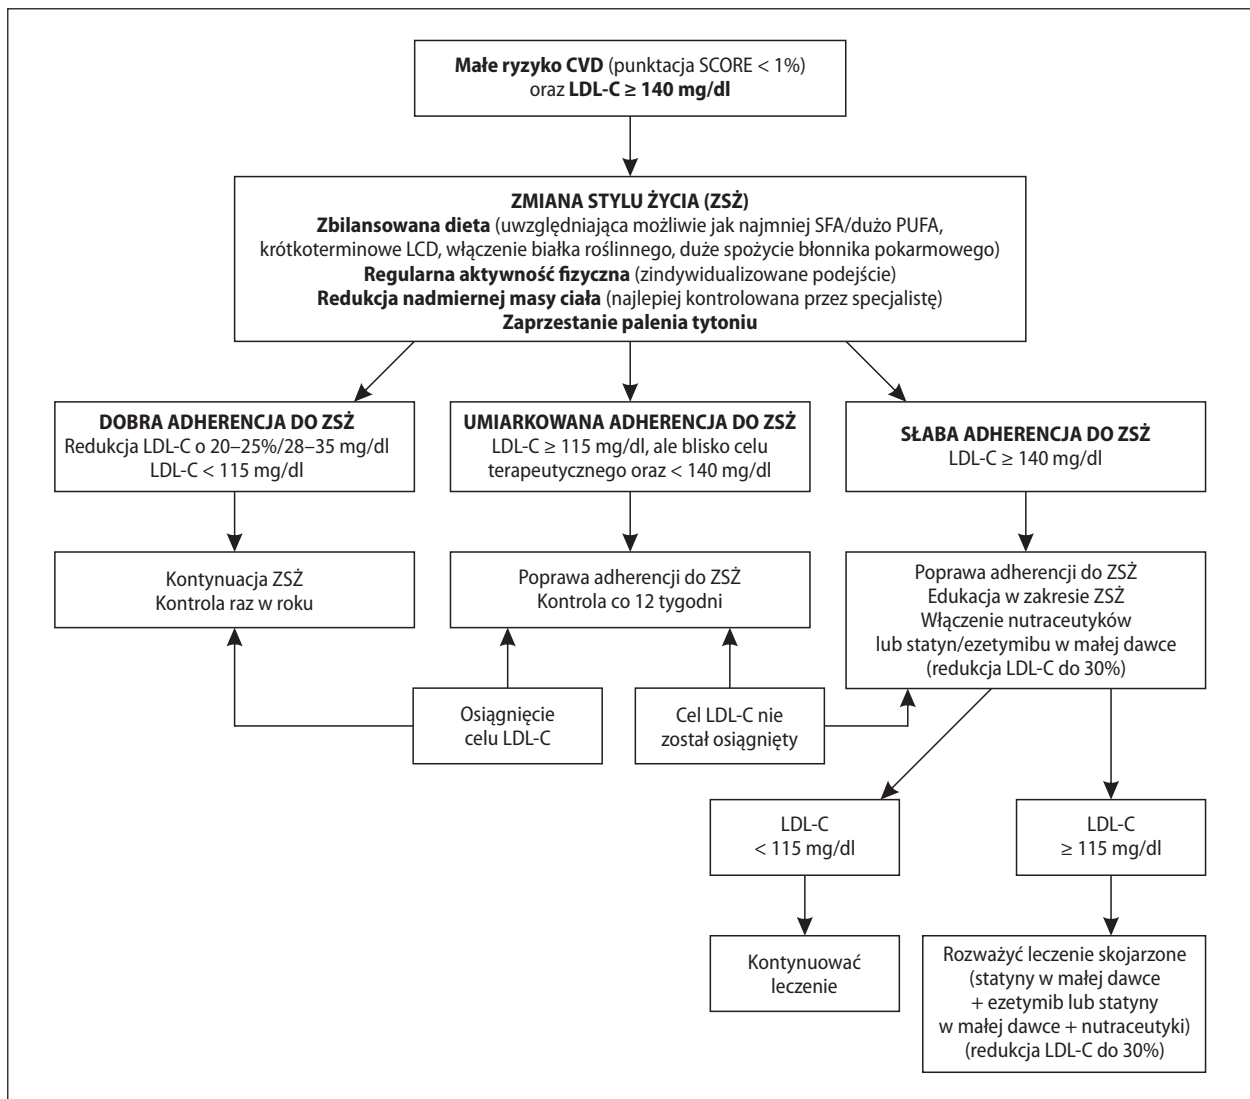 Małe ryzyko CVD (punktacja SCORE < 1%)
oraz LDL-C ≥ 140 mg/dl
ZMIANA STYLU ŻYCIA (ZSŻ)
Zbilansowana dieta (uwzględniająca możliwie jak najmniej SFA/dużo PUFA,
krótkoterminowe LCD, włączenie białka roślinnego, duże spożycie błonnika pokarmowego)
Regularna aktywność fizyczna (zindywidualizowane podejście)
Redukcja nadmiernej masy ciała (najlepiej kontrolowana przez specjalistę)
Zaprzestanie palenia tytoniu
DOBRA ADHERENCJA DO ZSŻ
Redukcja LDL-C o 20–25%/28–35 mg/dl
LDL-C < 115 mg/dl
UMIARKOWANA ADHERENCJA DO ZSŻ
LDL-C ≥ 115 mg/dl, ale blisko celu
terapeutycznego oraz < 140 mg/dl
SŁABA ADHERENCJA DO ZSŻ
LDL-C ≥ 140 mg/dl
Kontynuacja ZSŻ
Kontrola raz w roku
Poprawa adherencji do ZSŻ
Kontrola co 12 tygodni
Poprawa adherencji do ZSŻ
Edukacja w zakresie ZSŻ
Włączenie nutraceutyków
lub statyn/ezetymibu w małej dawce
(redukcja LDL-C do 30%)
Osiągnięcie
celu LDL-C
Cel LDL-C nie
został osiągnięty
LDL-C
< 115 mg/dl
LDL-C
≥ 115 mg/dl
Kontynuować
leczenie
Rozważyć leczenie skojarzone
(statyny w małej dawce
+ ezetymib lub statyny
w małej dawce + nutraceutyki)
(redukcja LDL-C do 30%)